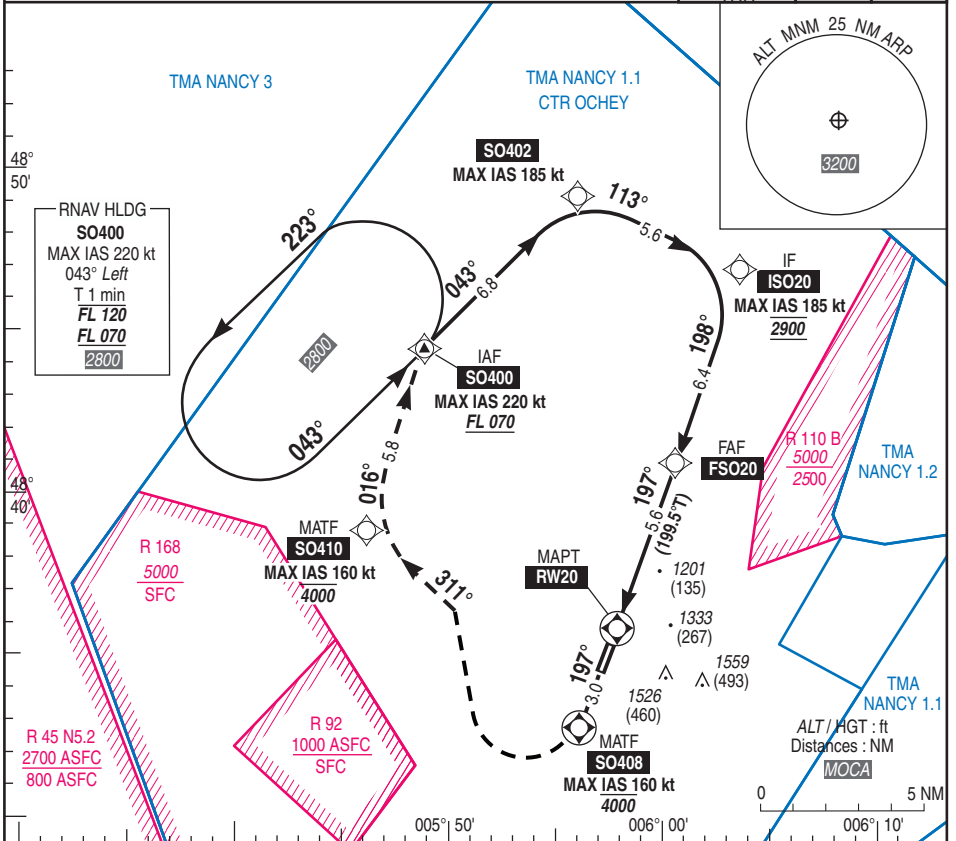 TMA NANCY 3
TMA NANCY 1.1
CTR OCHEY
ALT MNM 25 NM ARP
3200
48°
50'
SO402
MAX IAS 185 kt
113°
5.6
RNAV HLDG
SO400
MAX IAS 220 kt
043° Left
T 1 min
FL 120
FL 070
2800
223°
043°
6.8
IF
ISO20
MAX IAS 185 kt
2900
2800
198°
6.4
IAF
SO400
MAX IAS 220 kt
FL 070
043°
016°
5.8
R 110 B
5000
2500
TMA
NANCY 1.2
FAF
FSO20
48°
40'
197°
5.6
(199.5°T)
MATF
SO410
MAX IAS 160 kt
4000
R 168
5000
SFC
311°
MAPT
RW20
1201
(135)
1333
(267)
1559
(493)
1526
(460)
197°
3.0
MATF
SO408
MAX IAS 160 kt
4000
R 92
1000 ASFC
SFC
R 45 N5.2
2700 ASFC
800 ASFC
TMA
NANCY 1.1
ALT / HGT : ft
Distances : NM
MOCA
0 5 NM
005° 50'
006° 00'
006° 10'